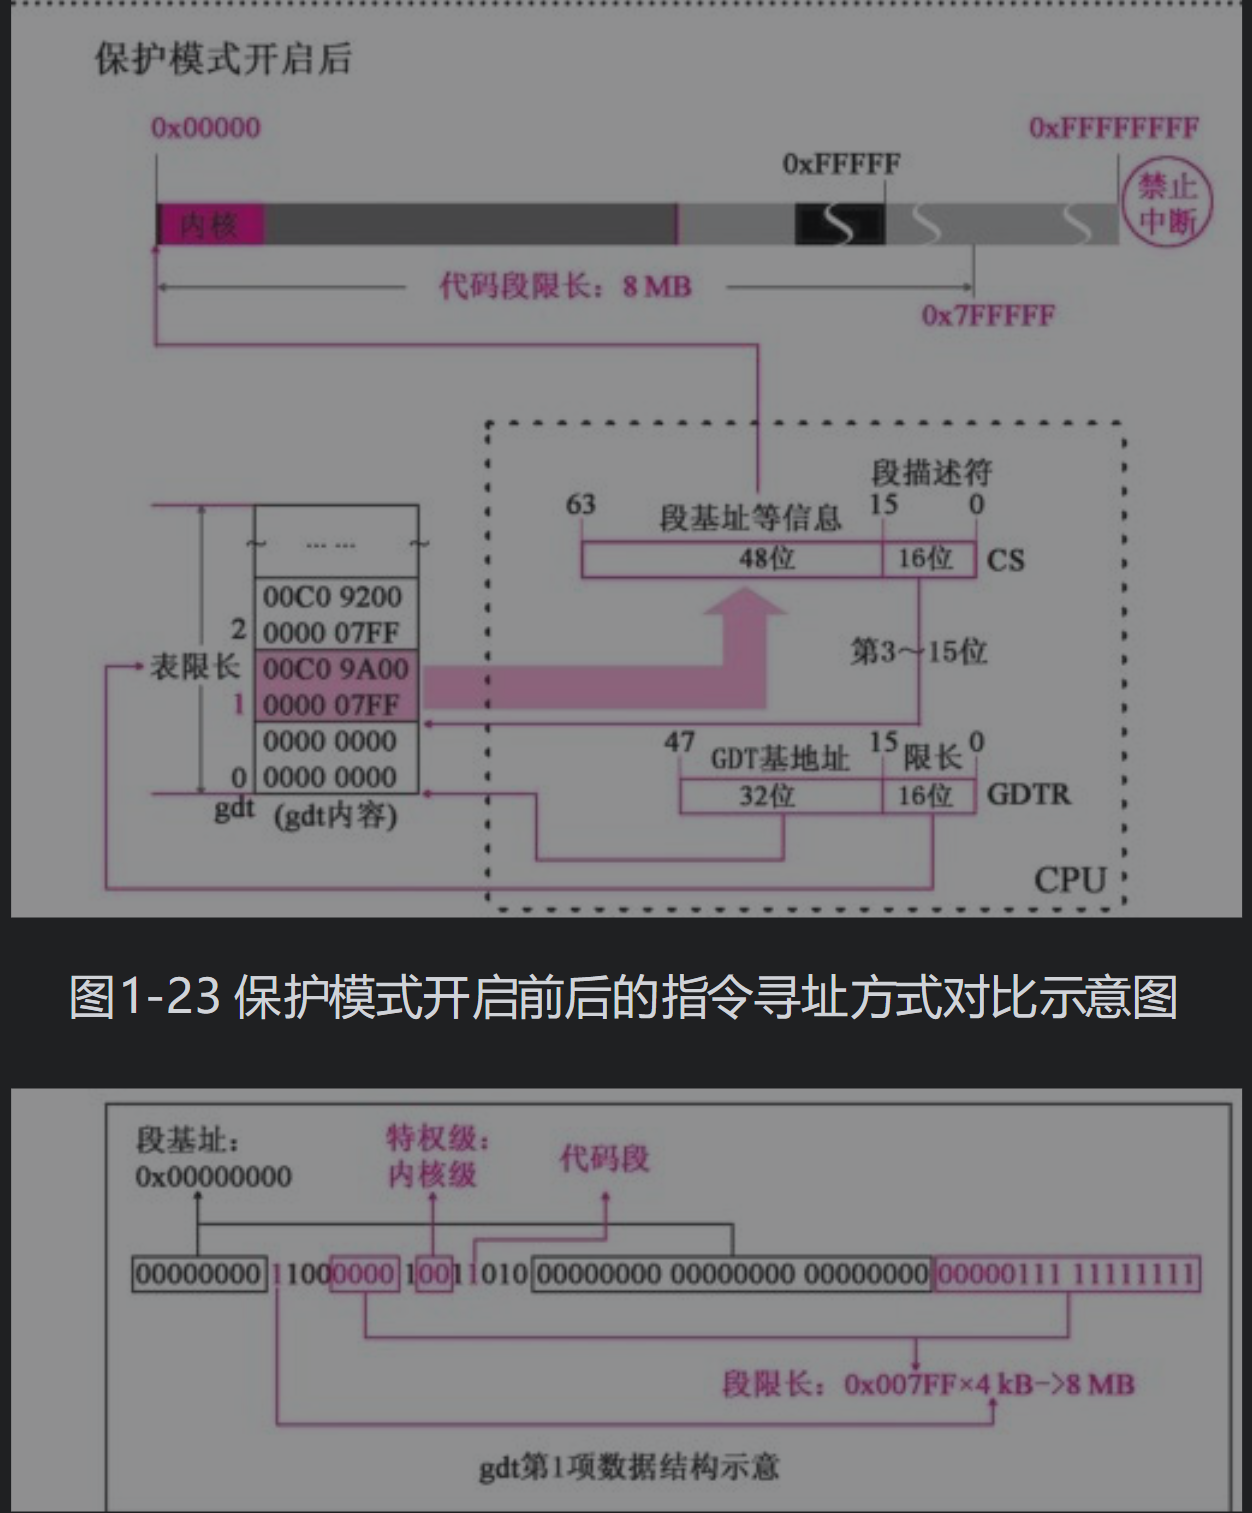 保护模式开启后
0x00000
0xFFFFFFFF
0xFFFFF
禁止
中断
内核
代码段限长：8 MB
0x7FFFFF
段描述符
63
段基址等信息
15
0
48位
16位
CS
... ...
00C0 9200
2
0000 07FF
第3～15位
表限长
00C0 9A00
1
0000 07FF
0000 0000
47
GDT基地址
15
限长
0
0
0000 0000
32位
16位
GDTR
gdt
(gdt内容)
CPU
图1-23 保护模式开启前后的指令寻址方式对比示意图
段基址：
0x00000000
特权级：
内核级
代码段
00000000 11000000 10011010 00000000 00000000 00000000 00000111 11111111
段限长：0x007FF×4 kB->8 MB
gdt第1项数据结构示意